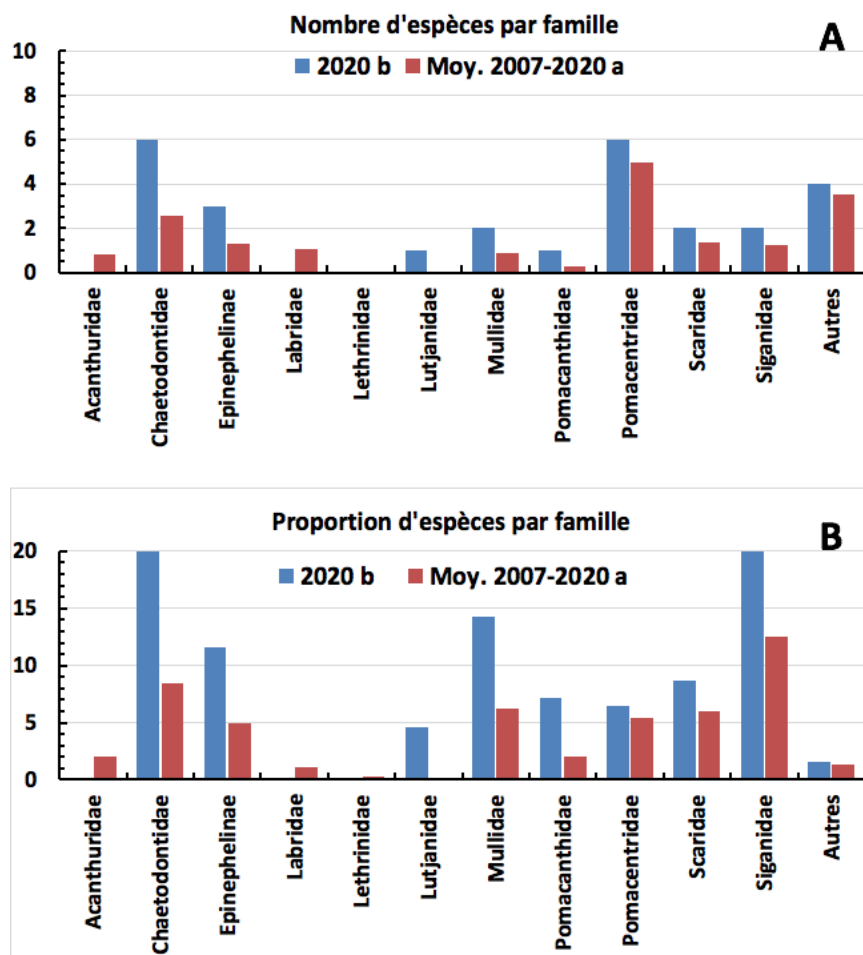 Nombre d'espèces par famille
A
2020 b
Moy. 2007-2020 a
10
8
6
4
2
0
Acanthuridae
Chaetodontidae
Epinephelinae
Labridae
Lethrinidae
Lutjanidae
Mullidae
Pomacanthidae
Pomacentridae
Scaridae
Siganidae
Autres
Proportion d'espèces par famille
B
2020 b
Moy. 2007-2020 a
20
15
10
5
0
Acanthuridae
Chaetodontidae
Epinephelinae
Labridae
Lethrinidae
Lutjanidae
Mullidae
Pomacanthidae
Pomacentridae
Scaridae
Siganidae
Autres